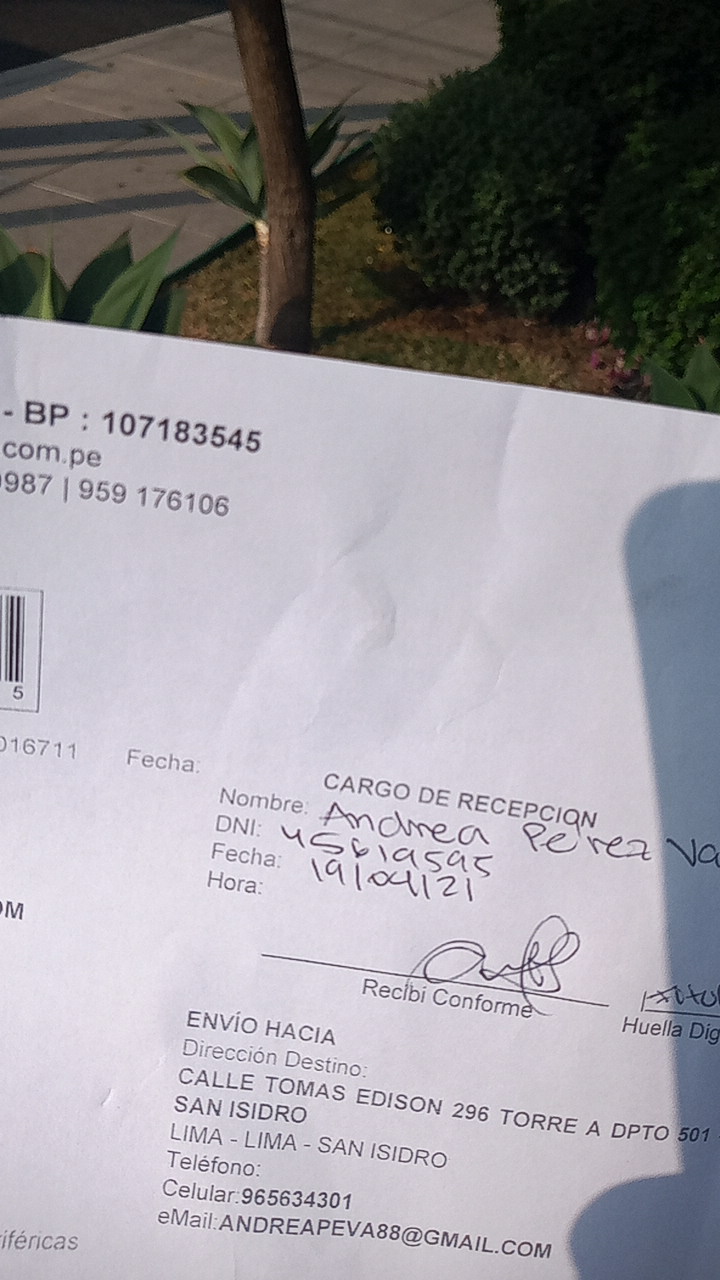 - BP : 107183545
com.pe
987 | 959 176106
5
016711 Fecha:
CARGO DE RECEPCION
Nombre: Andrea Pérez Va
DNI: 45619595
Fecha: 19/04/21
Hora:
OM
Recibi Conforme
Huella Dig
ENVÍO HACIA
Dirección Destino:
CALLE TOMAS EDISON 296 TORRE A DPTO 501
SAN ISIDRO
LIMA - LIMA - SAN ISIDRO
Teléfono:
Celular:965634301
eMail:ANDREAPEVA88@GMAIL.COM
iféricas